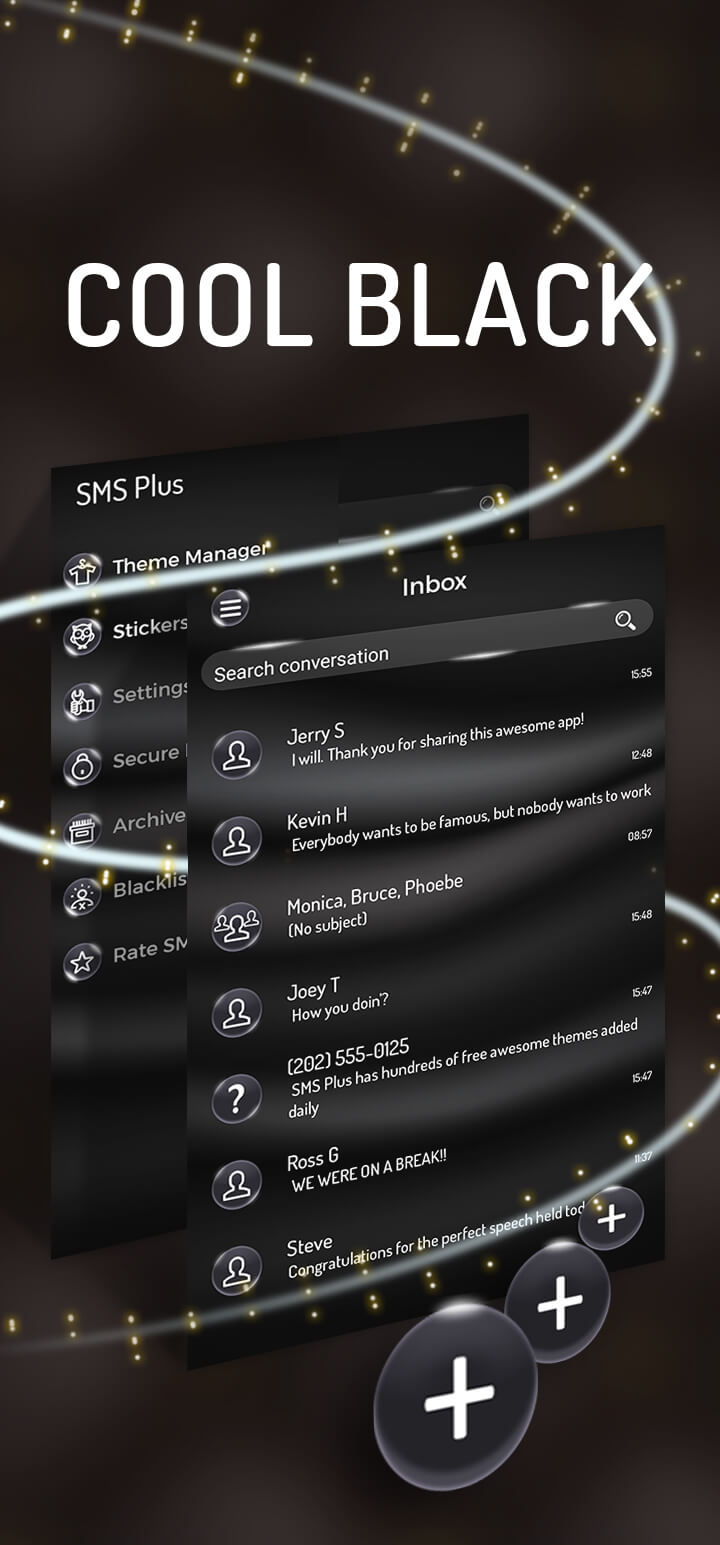 COOL BLACK
SMS Plus
Theme Manager
Stickers
Settings
Secure
Archive
Rate
Inbox
Search conversation
15:55
Jerry S
I will. Thank you for sharing this awesome app!
12:48
Kevin H
Everybody wants to be famous, but nobody wants to work
08:57
Monica, Bruce, Phoebe
(No subject)
15:48
Joey T
How you doin'?
15:47
(202) 555-0125
SMS Plus has hundreds of free awesome themes added
daily
15:47
Ross G
WE WERE ON A BREAK!!
11:37
Steve
Congratulations for the perfect speech held